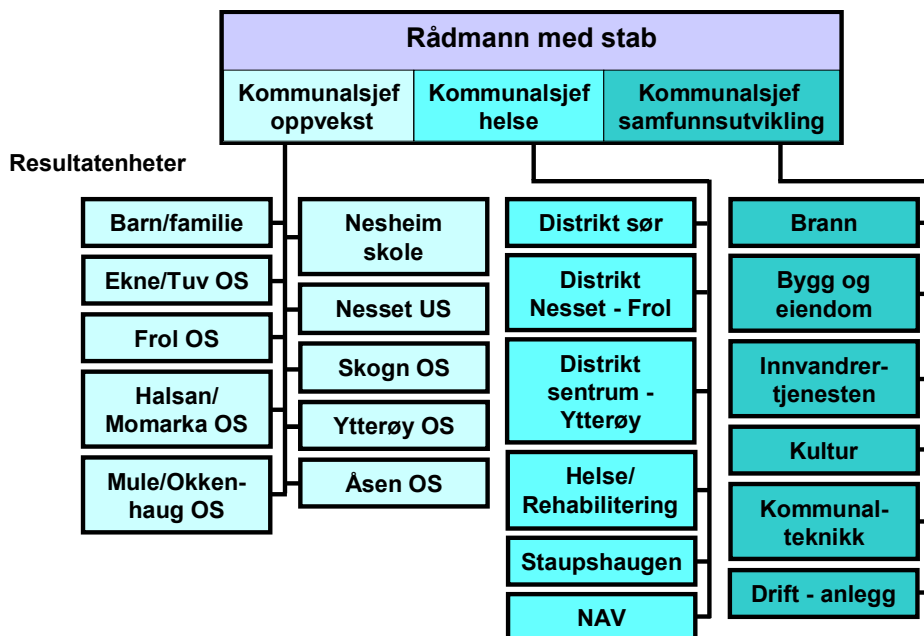 Rådmann med stab
Kommunalsjef
oppvekst
Kommunalsjef
helse
Kommunalsjef
samfunnsutvikling
Resultatenheter
Barn/familie
Ekne/Tuv OS
Frol OS
Halsan/
Momarka OS
Mule/Okken-
haug OS
Nesheim
skole
Nesset US
Skogn OS
Ytterøy OS
Åsen OS
Distrikt sør
Distrikt
Nesset - Frol
Distrikt
sentrum -
Ytterøy
Helse/
Rehabilitering
Staupshaugen
NAV
Brann
Bygg og
eiendom
Innvandrer-
tjenesten
Kultur
Kommunal-
teknikk
Drift - anlegg